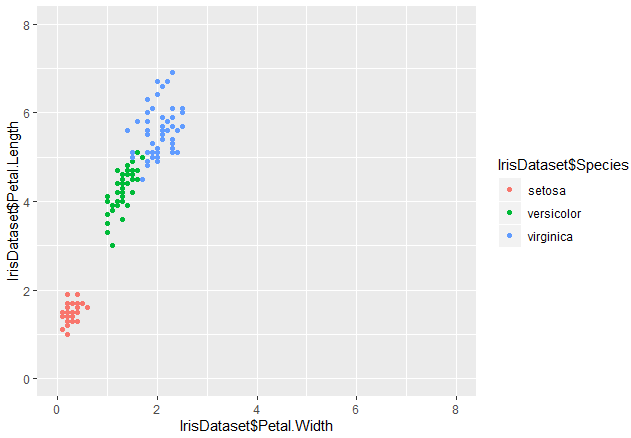 8
6
4
2
0
IrisDataset$Petal.Length
0 2 4 6 8
IrisDataset$Petal.Width
IrisDataset$Species
setosa
versicolor
virginica